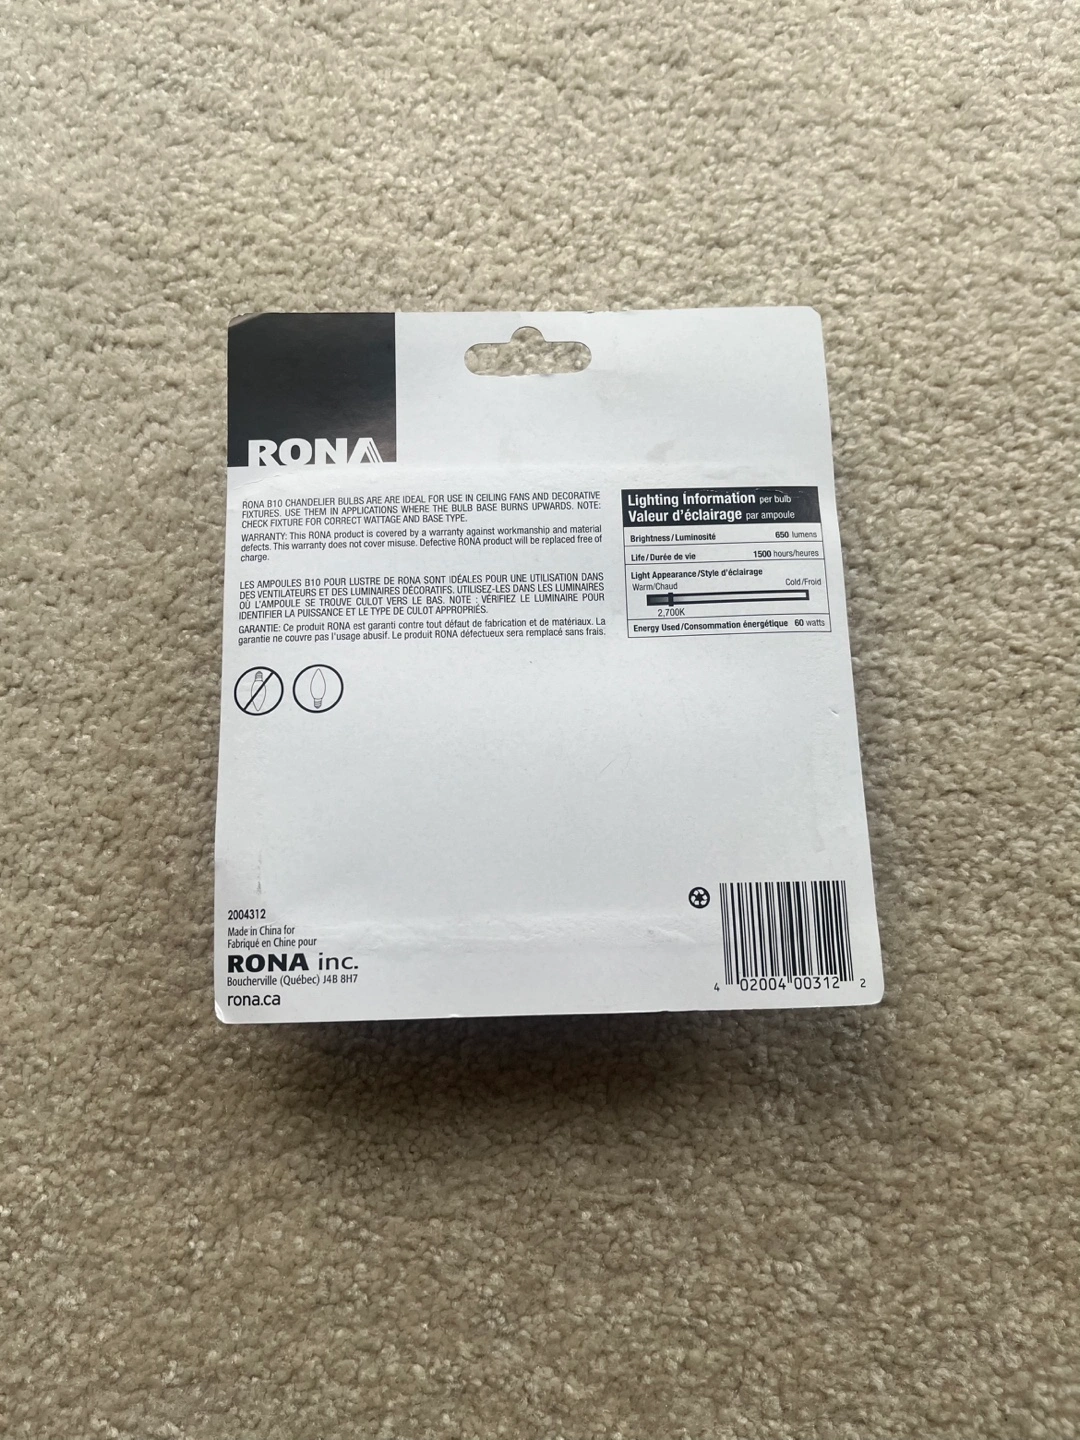 RONA
RONA B10 CHANDELIER BULBS ARE ARE IDEAL FOR USE IN CEILING FANS AND DECORATIVE
FIXTURES. USE THEM IN APPLICATIONS WHERE THE BULB BASE BURNS UPWARDS. NOTE:
CHECK FIXTURE FOR CORRECT WATTAGE AND BASE TYPE.
WARRANTY: This RONA product is covered by a warranty against workmanship and material
defects. This warranty does not cover misuse. Defective RONA product will be replaced free of
charge.
LES AMPOULES B10 POUR LUSTRE DE RONA SONT IDÉALES POUR UNE UTILISATION DANS
DES VENTILATEURS ET DES LUMINAIRES DÉCORATIFS. UTILISEZ-LES DANS LES LUMINAIRES
OÙ L'AMPOULE SE TROUVE CULOT VERS LE BAS. NOTE : VÉRIFIEZ LE LUMINAIRE POUR
IDENTIFIER LA PUISSANCE ET LE TYPE DE CULOT APPROPRIÉS.
GARANTIE: Ce produit RONA est garanti contre tout défaut de fabrication et de matériaux. La
garantie ne couvre pas l'usage abusif. Le produit RONA défectueux sera remplacé sans frais.
Lighting Information per bulb
Valeur d'éclairage par ampoule
Brightness/Luminosité 650 lumens
Life/Durée de vie 1500 hours/heures
Light Appearance/Style d'éclairage
Warm/Chaud Cold/Froid
2,700K
Energy Used/Consommation énergétique 60 watts
2004312
Made in China for
Fabriqué en Chine pour
RONA inc.
Boucherville (Québec) J4B 8H7
rona.ca
4 02004 00312 2